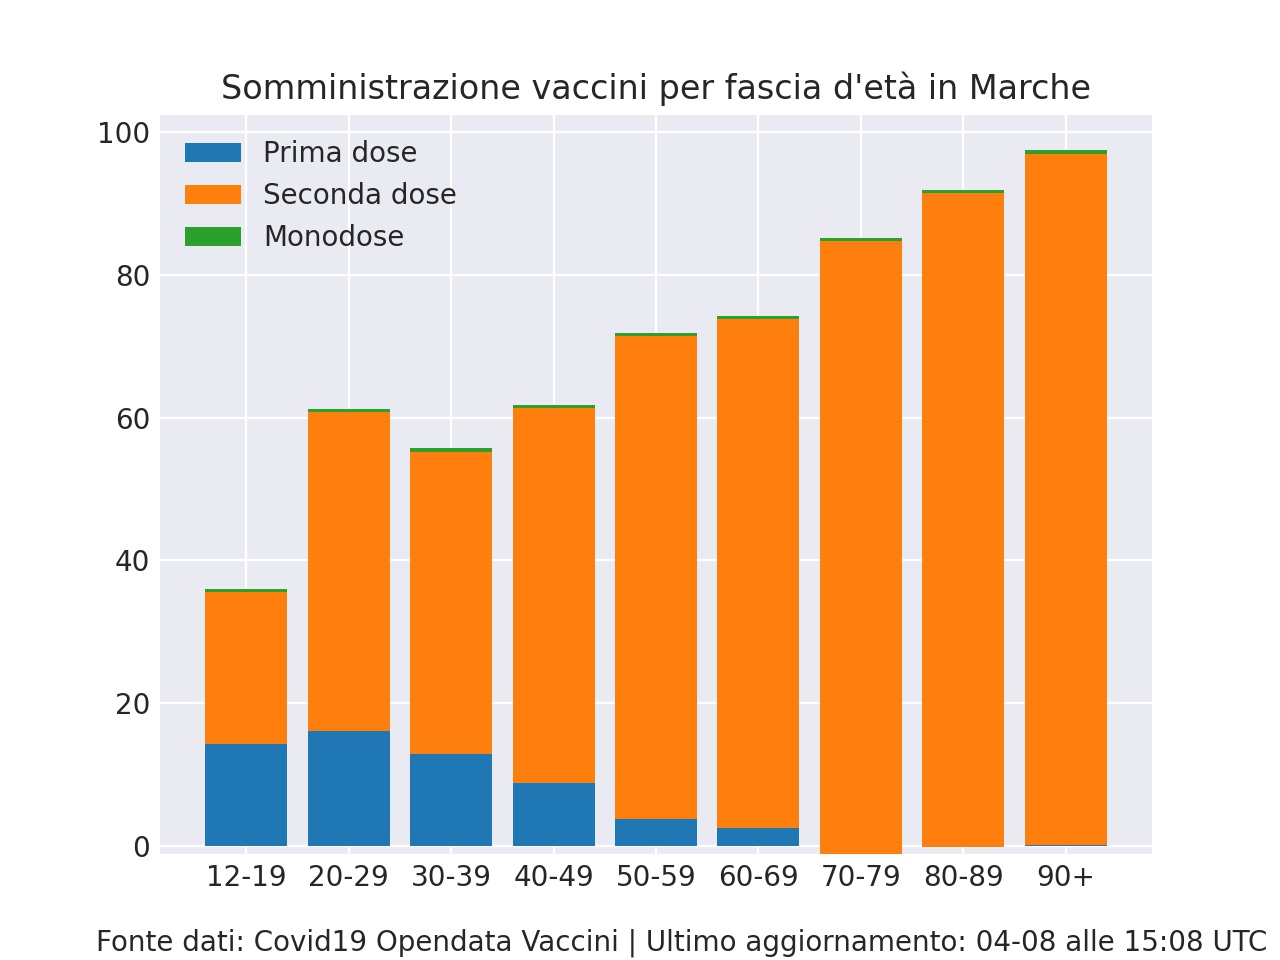 Somministrazione vaccini per fascia d'età in Marche
100
80
60
40
20
0
Prima dose
Seconda dose
Monodose
12-19 20-29 30-39 40-49 50-59 60-69 70-79 80-89 90+
Fonte dati: Covid19 Opendata Vaccini | Ultimo aggiornamento: 04-08 alle 15:08 UTC